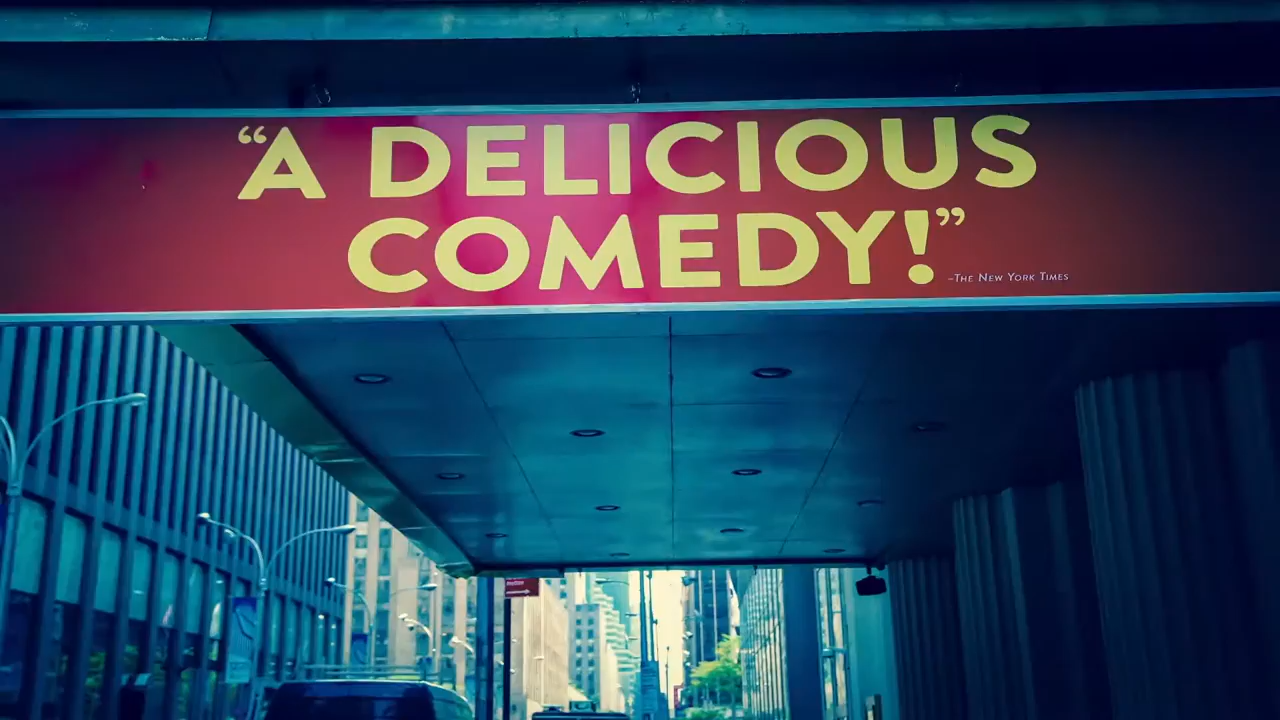 “A DELICIOUS
COMEDY!”
–THE NEW YORK TIMES